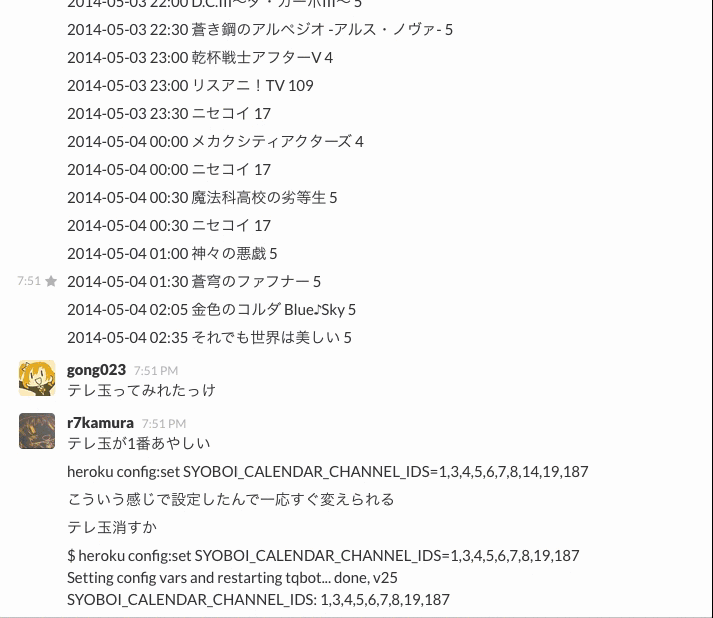 2014-05-03 22:00 D.C.III〜ダ・カーポIII〜 5
2014-05-03 22:30 蒼き鋼のアルペジオ -アルス・ノヴァ- 5
2014-05-03 23:00 乾杯戦士アフターV 4
2014-05-03 23:00 リスアニ！TV 109
2014-05-03 23:30 ニセコイ 17
2014-05-04 00:00 メカクシティアクターズ 4
2014-05-04 00:00 ニセコイ 17
2014-05-04 00:30 魔法科高校の劣等生 5
2014-05-04 00:30 ニセコイ 17
2014-05-04 01:00 神々の悪戯 5
7:51 ★ 2014-05-04 01:30 蒼穹のファフナー 5
2014-05-04 02:05 金色のコルダ Blue♪Sky 5
2014-05-04 02:35 それでも世界は美しい 5
gong023 7:51 PM
テレ玉ってみれたっけ
r7kamura 7:51 PM
テレ玉が1番あやしい
heroku config:set SYOBOI_CALENDAR_CHANNEL_IDS=1,3,4,5,6,7,8,14,19,187
こういう感じで設定したんで一応すぐ変えられる
テレ玉消すか
$ heroku config:set SYOBOI_CALENDAR_CHANNEL_IDS=1,3,4,5,6,7,8,19,187
Setting config vars and restarting tqbot... done, v25
SYOBOI_CALENDAR_CHANNEL_IDS: 1,3,4,5,6,7,8,19,187